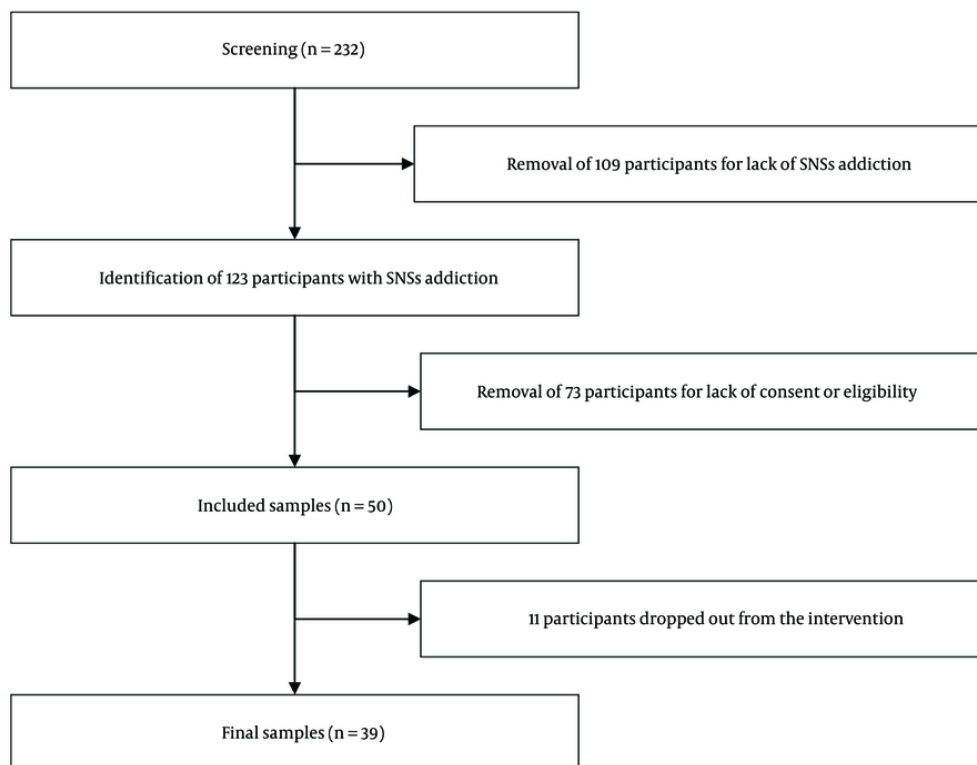 Screening (n = 232)
Removal of 109 participants for lack of SNSs addiction
Identification of 123 participants with SNSs addiction
Removal of 73 participants for lack of consent or eligibility
Included samples (n = 50)
11 participants dropped out from the intervention
Final samples (n = 39)